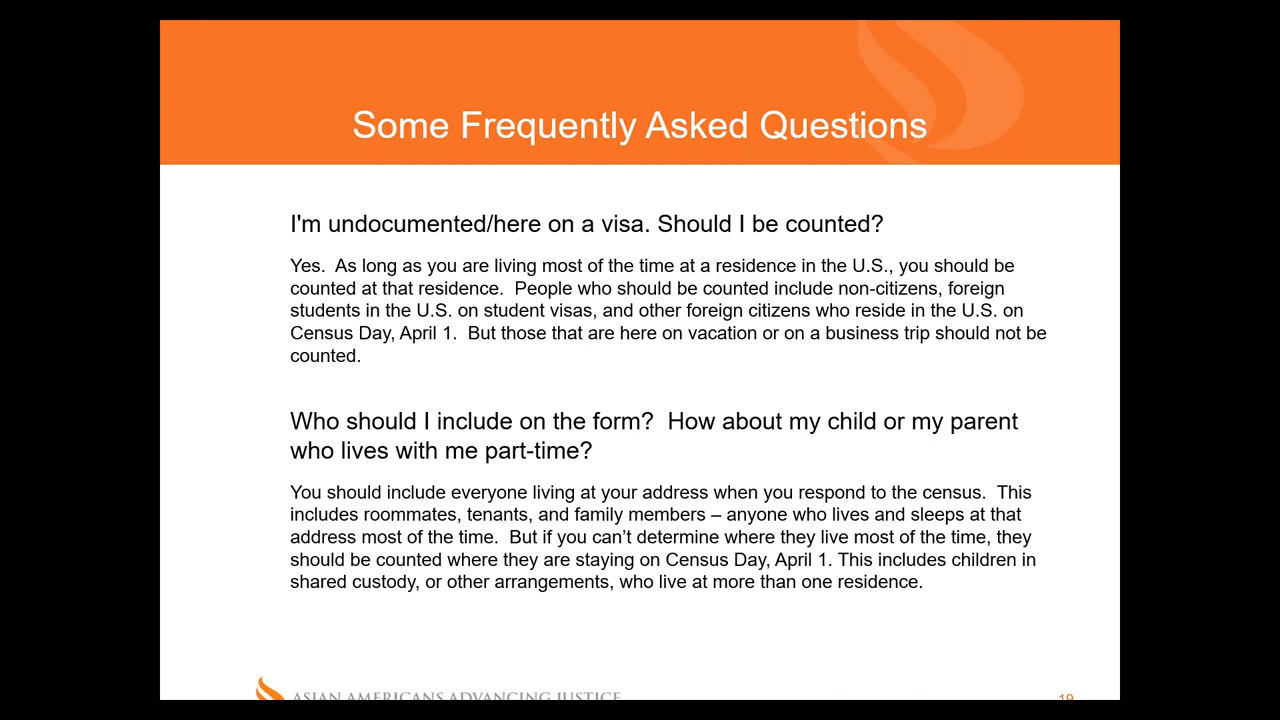 Some Frequently Asked Questions
I'm undocumented/here on a visa. Should I be counted?
Yes.  As long as you are living most of the time at a residence in the U.S., you should be
counted at that residence.  People who should be counted include non-citizens, foreign
students in the U.S. on student visas, and other foreign citizens who reside in the U.S. on
Census Day, April 1.  But those that are here on vacation or on a business trip should not be
counted.
Who should I include on the form?  How about my child or my parent
who lives with me part-time?
You should include everyone living at your address when you respond to the census.  This
includes roommates, tenants, and family members – anyone who lives and sleeps at that
address most of the time.  But if you can’t determine where they live most of the time, they
should be counted where they are staying on Census Day, April 1. This includes children in
shared custody, or other arrangements, who live at more than one residence.
ASIAN AMERICANS ADVANCING JUSTICE
19